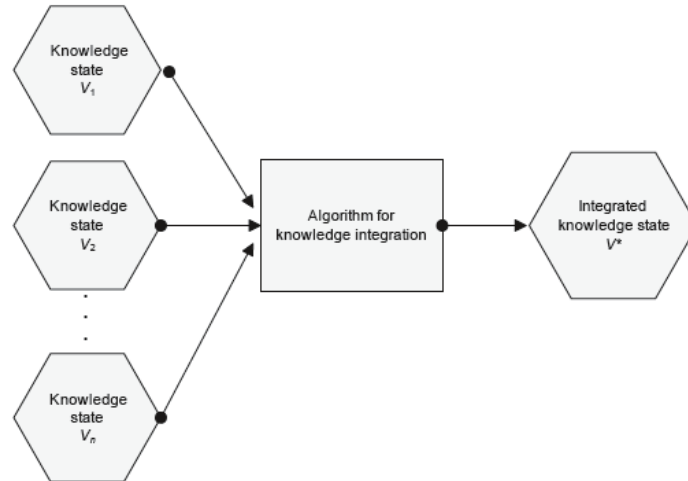 Knowledge
state
V₁
Knowledge
state
V₂
Knowledge
state
Vₙ
Algorithm for
knowledge integration
Integrated
knowledge state
V*